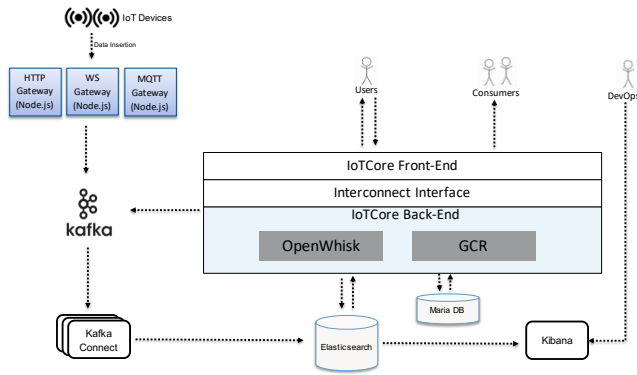 IoT Devices
Data Insertion
HTTP
Gateway
(Node.js)
WS
Gateway
(Node.js)
MQTT
Gateway
(Node.js)
Users
Consumers
DevOps
IoTCore Front-End
Interconnect Interface
IoTCore Back-End
OpenWhisk
GCR
kafka
Maria DB
Kafka
Connect
Elasticsearch
Kibana